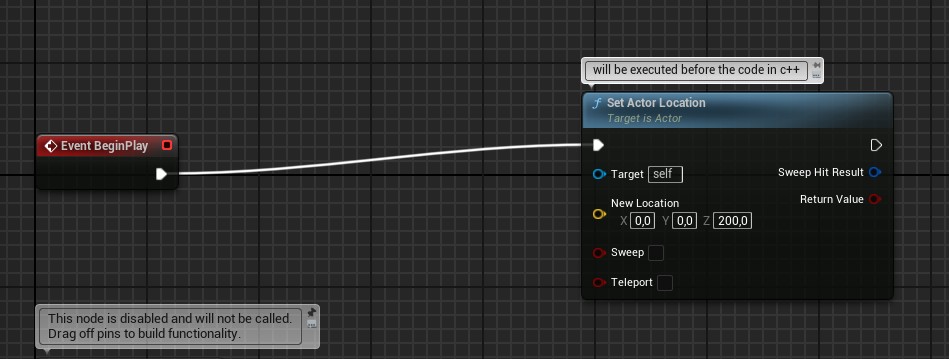 will be executed before the code in c++
Set Actor Location
Target is Actor
Event BeginPlay
Target self
Sweep Hit Result
New Location
Return Value
X 0,0 Y 0,0 Z 200,0
Sweep
Teleport
This node is disabled and will not be called.
Drag off pins to build functionality.